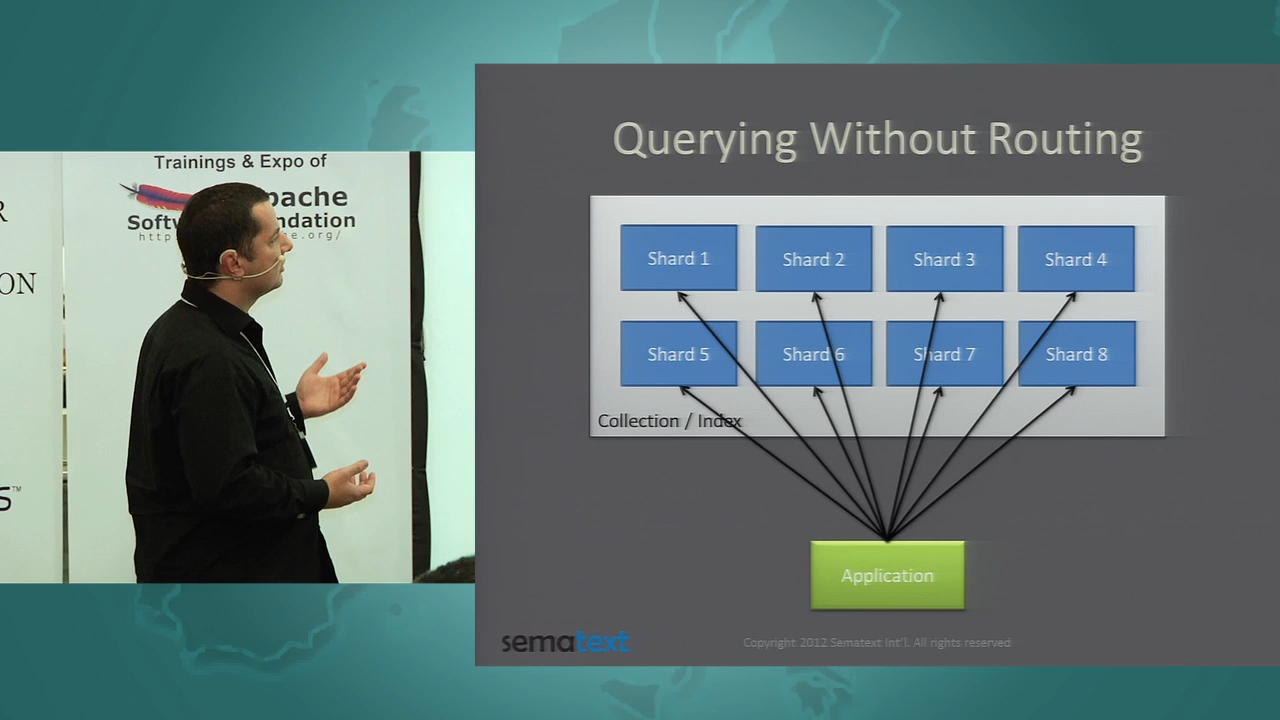 Trainings & Expo of
pache
Softw ndation
http e.org/
R
ON
S™
Querying Without Routing
Shard 1
Shard 2
Shard 3
Shard 4
Shard 5
Shard 6
Shard 7
Shard 8
Collection / Index
Application
sematext
Copyright 2012 Sematext Int'l. All rights reserved